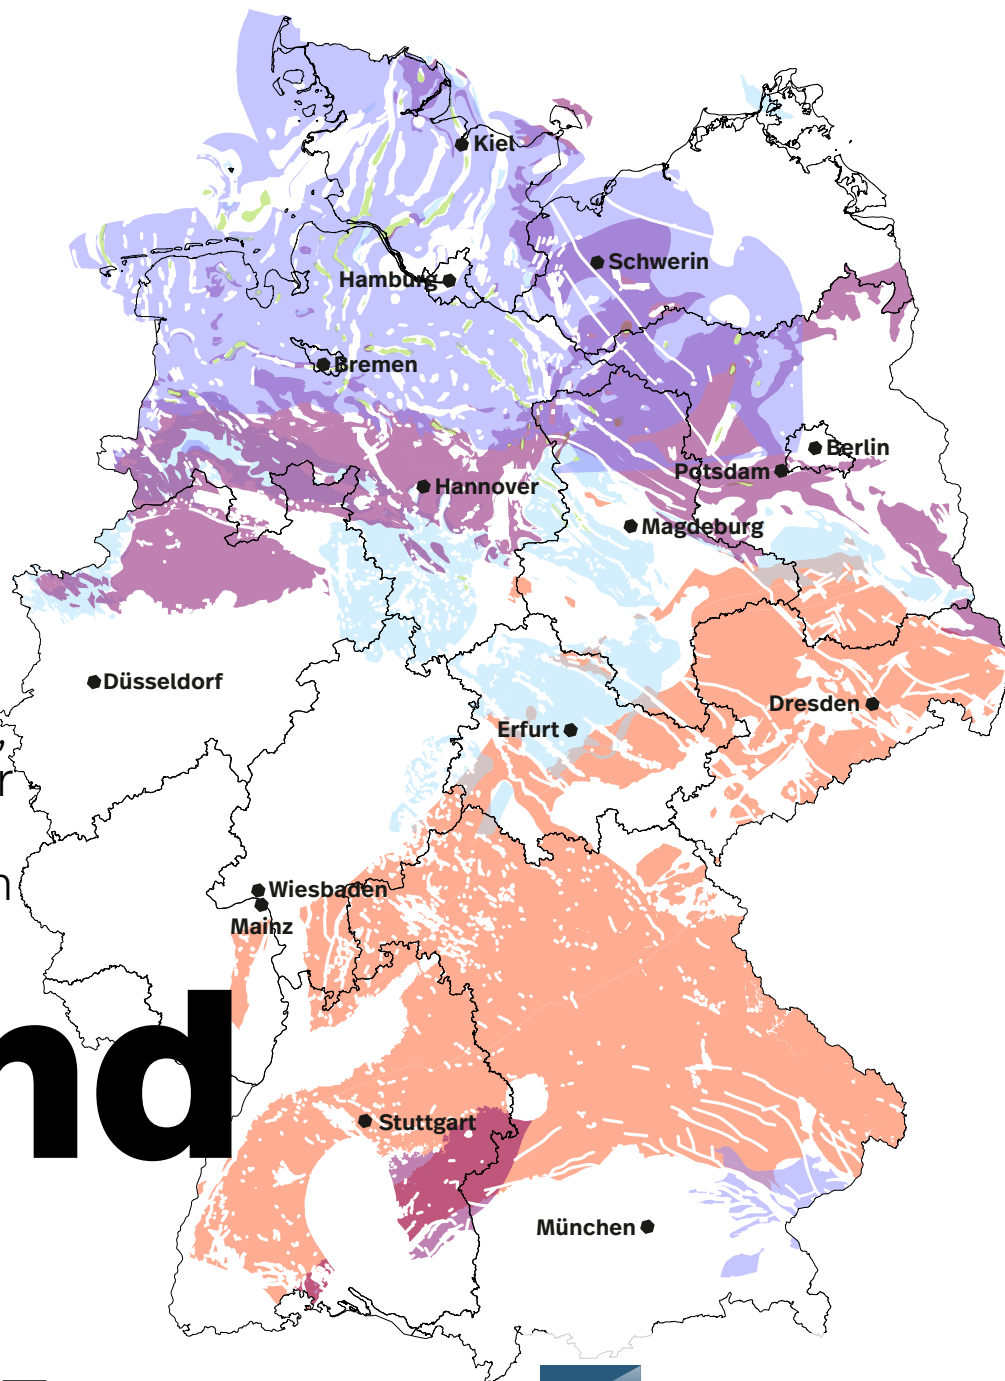 Kiel
Schwerin
Hamburg
Bremen
Berlin
Potsdam
Hannover
Magdeburg
Düsseldorf
Dresden
Erfurt
,
r
n
Wiesbaden
Mainz
nd
Stuttgart
München